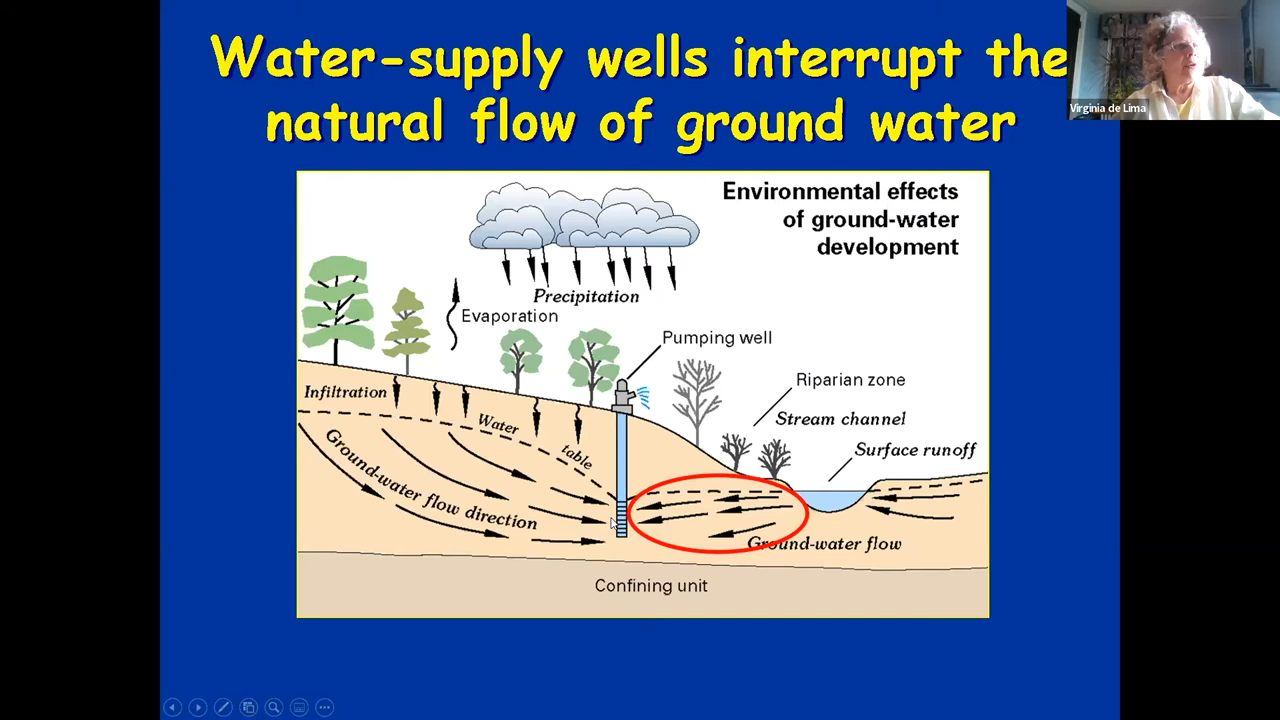 Water-supply wells interrupt the
natural flow of ground water
Virginia de Lima
Environmental effects
of ground-water
development
Precipitation
Evaporation
Pumping well
Riparian zone
Infiltration
Stream channel
Water
table
Surface runoff
Ground-water flow direction
Ground-water flow
Confining unit